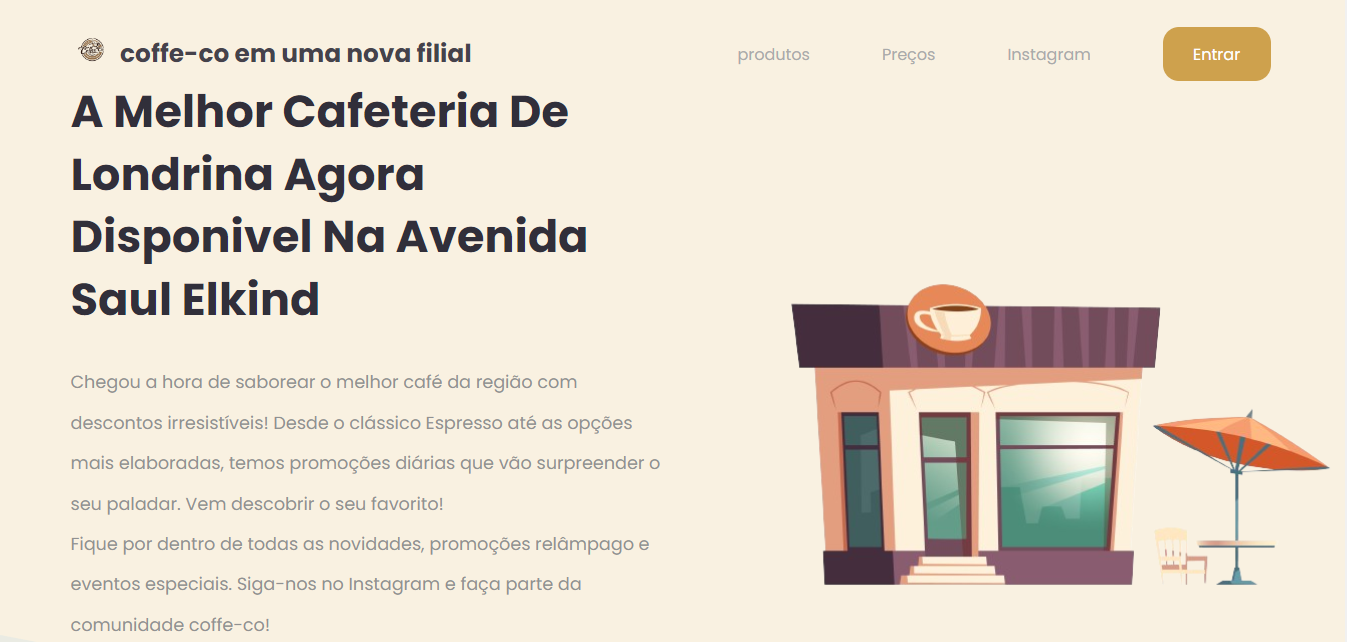 coffe-co em uma nova filial
produtos
Preços
Instagram
Entrar
A Melhor Cafeteria De
Londrina Agora
Disponivel Na Avenida
Saul Elkind
Chegou a hora de saborear o melhor café da região com
descontos irresistíveis! Desde o clássico Espresso até as opções
mais elaboradas, temos promoções diárias que vão surpreender o
seu paladar. Vem descobrir o seu favorito!
Fique por dentro de todas as novidades, promoções relâmpago e
eventos especiais. Siga-nos no Instagram e faça parte da
comunidade coffe-co!